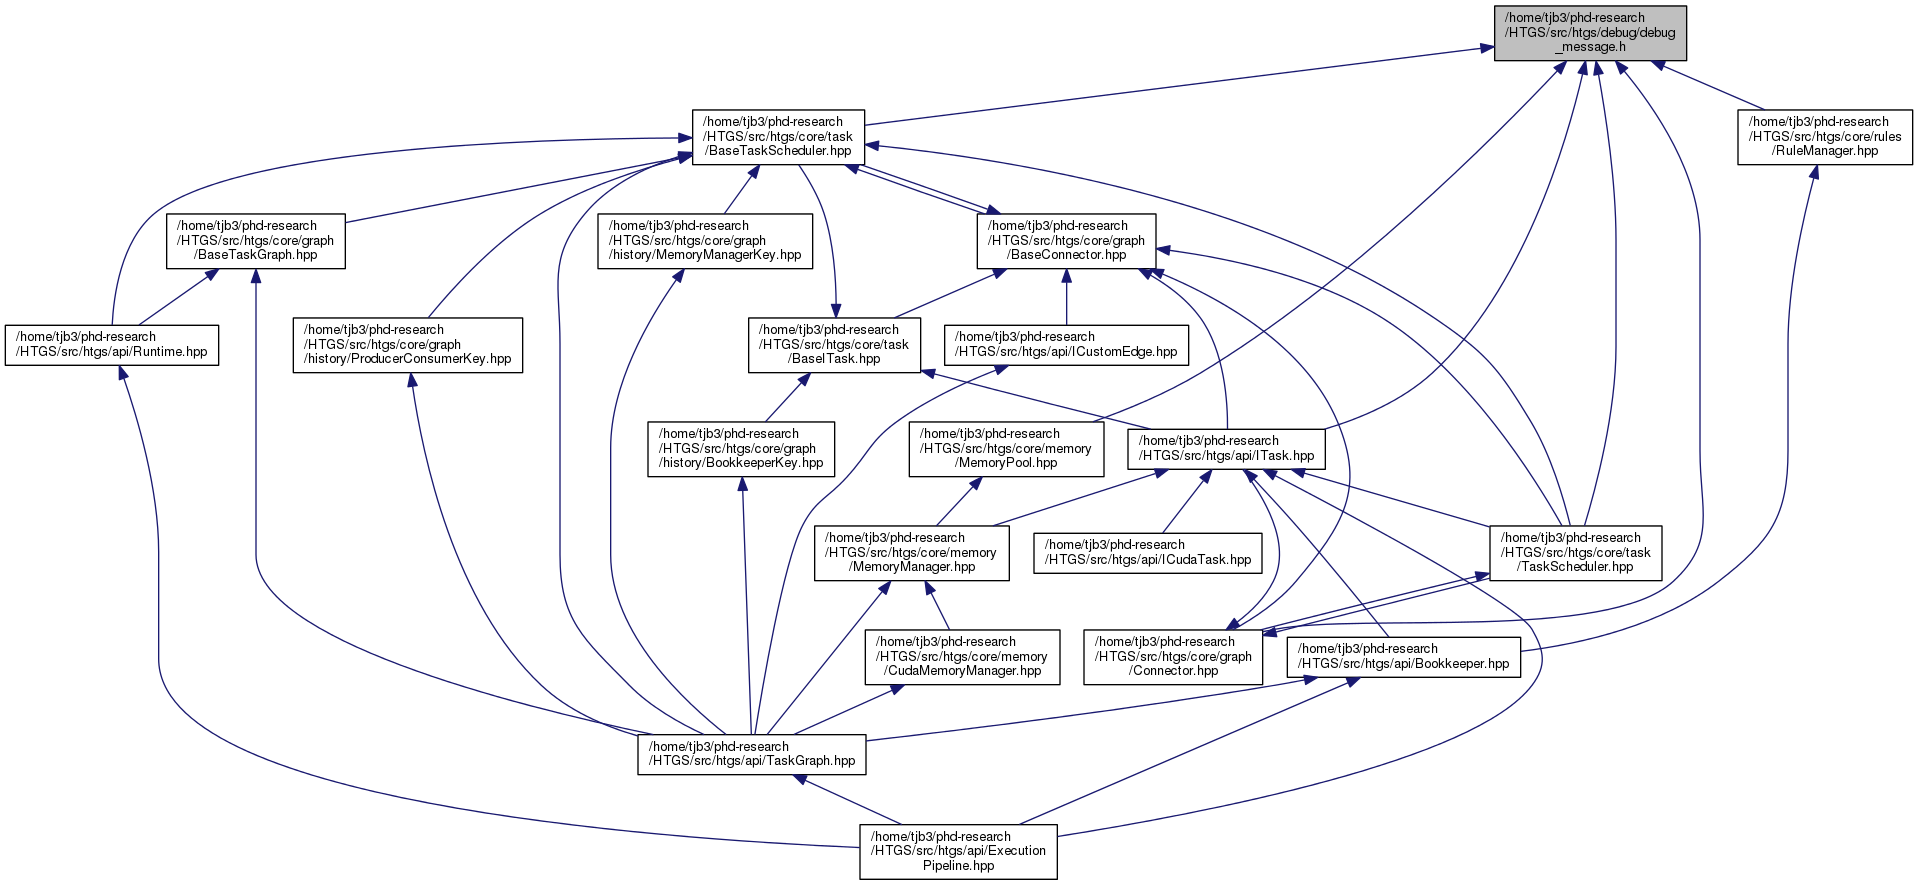 /home/tjb3/phd-research
/HTGS/src/htgs/debug/debug
_message.h
/home/tjb3/phd-research
/HTGS/src/htgs/core/task
/BaseTaskScheduler.hpp
/home/tjb3/phd-research
/HTGS/src/htgs/core/rules
/RuleManager.hpp
/home/tjb3/phd-research
/HTGS/src/htgs/core/graph
/BaseTaskGraph.hpp
/home/tjb3/phd-research
/HTGS/src/htgs/core/graph
/history/MemoryManagerKey.hpp
/home/tjb3/phd-research
/HTGS/src/htgs/core/graph
/BaseConnector.hpp
/home/tjb3/phd-research
/HTGS/src/htgs/api/Runtime.hpp
/home/tjb3/phd-research
/HTGS/src/htgs/core/graph
/history/ProducerConsumerKey.hpp
/home/tjb3/phd-research
/HTGS/src/htgs/core/task
/BaseITask.hpp
/home/tjb3/phd-research
/HTGS/src/htgs/api/ICustomEdge.hpp
/home/tjb3/phd-research
/HTGS/src/htgs/core/graph
/history/BookkeeperKey.hpp
/home/tjb3/phd-research
/HTGS/src/htgs/core/memory
/MemoryPool.hpp
/home/tjb3/phd-research
/HTGS/src/htgs/api/ITask.hpp
/home/tjb3/phd-research
/HTGS/src/htgs/core/memory
/MemoryManager.hpp
/home/tjb3/phd-research
/HTGS/src/htgs/api/ICudaTask.hpp
/home/tjb3/phd-research
/HTGS/src/htgs/core/task
/TaskScheduler.hpp
/home/tjb3/phd-research
/HTGS/src/htgs/core/memory
/CudaMemoryManager.hpp
/home/tjb3/phd-research
/HTGS/src/htgs/core/graph
/Connector.hpp
/home/tjb3/phd-research
/HTGS/src/htgs/api/Bookkeeper.hpp
/home/tjb3/phd-research
/HTGS/src/htgs/api/TaskGraph.hpp
/home/tjb3/phd-research
/HTGS/src/htgs/api/Execution
Pipeline.hpp